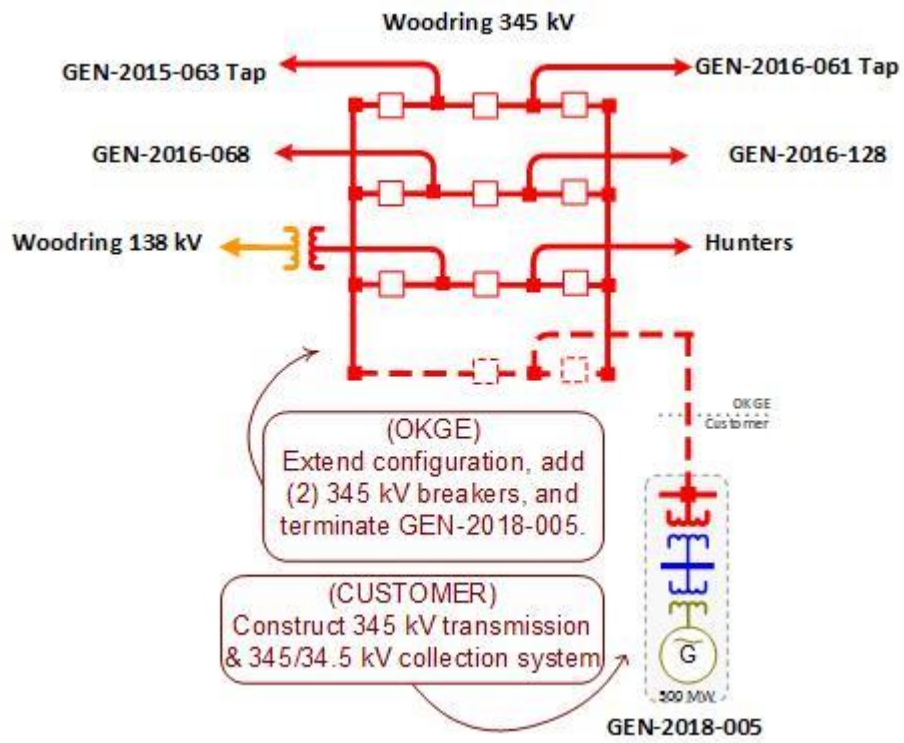 Woodring 345 kV
GEN-2015-063 Tap
GEN-2016-061 Tap
GEN-2016-068
GEN-2016-128
Woodring 138 kV
Hunters
OKGE
Customer
(OKGE)
Extend configuration, add
(2) 345 kV breakers, and
terminate GEN-2018-005.
(CUSTOMER)
Construct 345 kV transmission
& 345/34.5 kV collection system
G
300 MW
GEN-2018-005